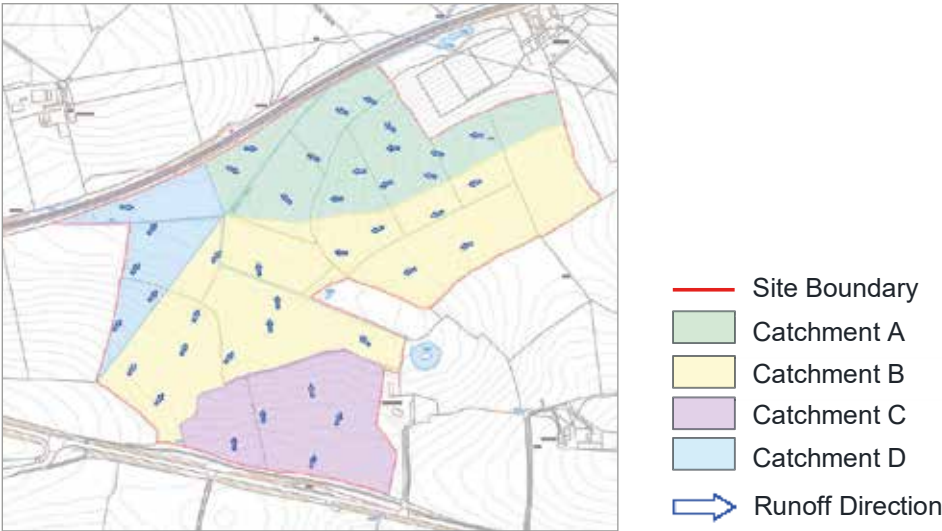 Site Boundary
Catchment A
Catchment B
Catchment C
Catchment D
Runoff Direction